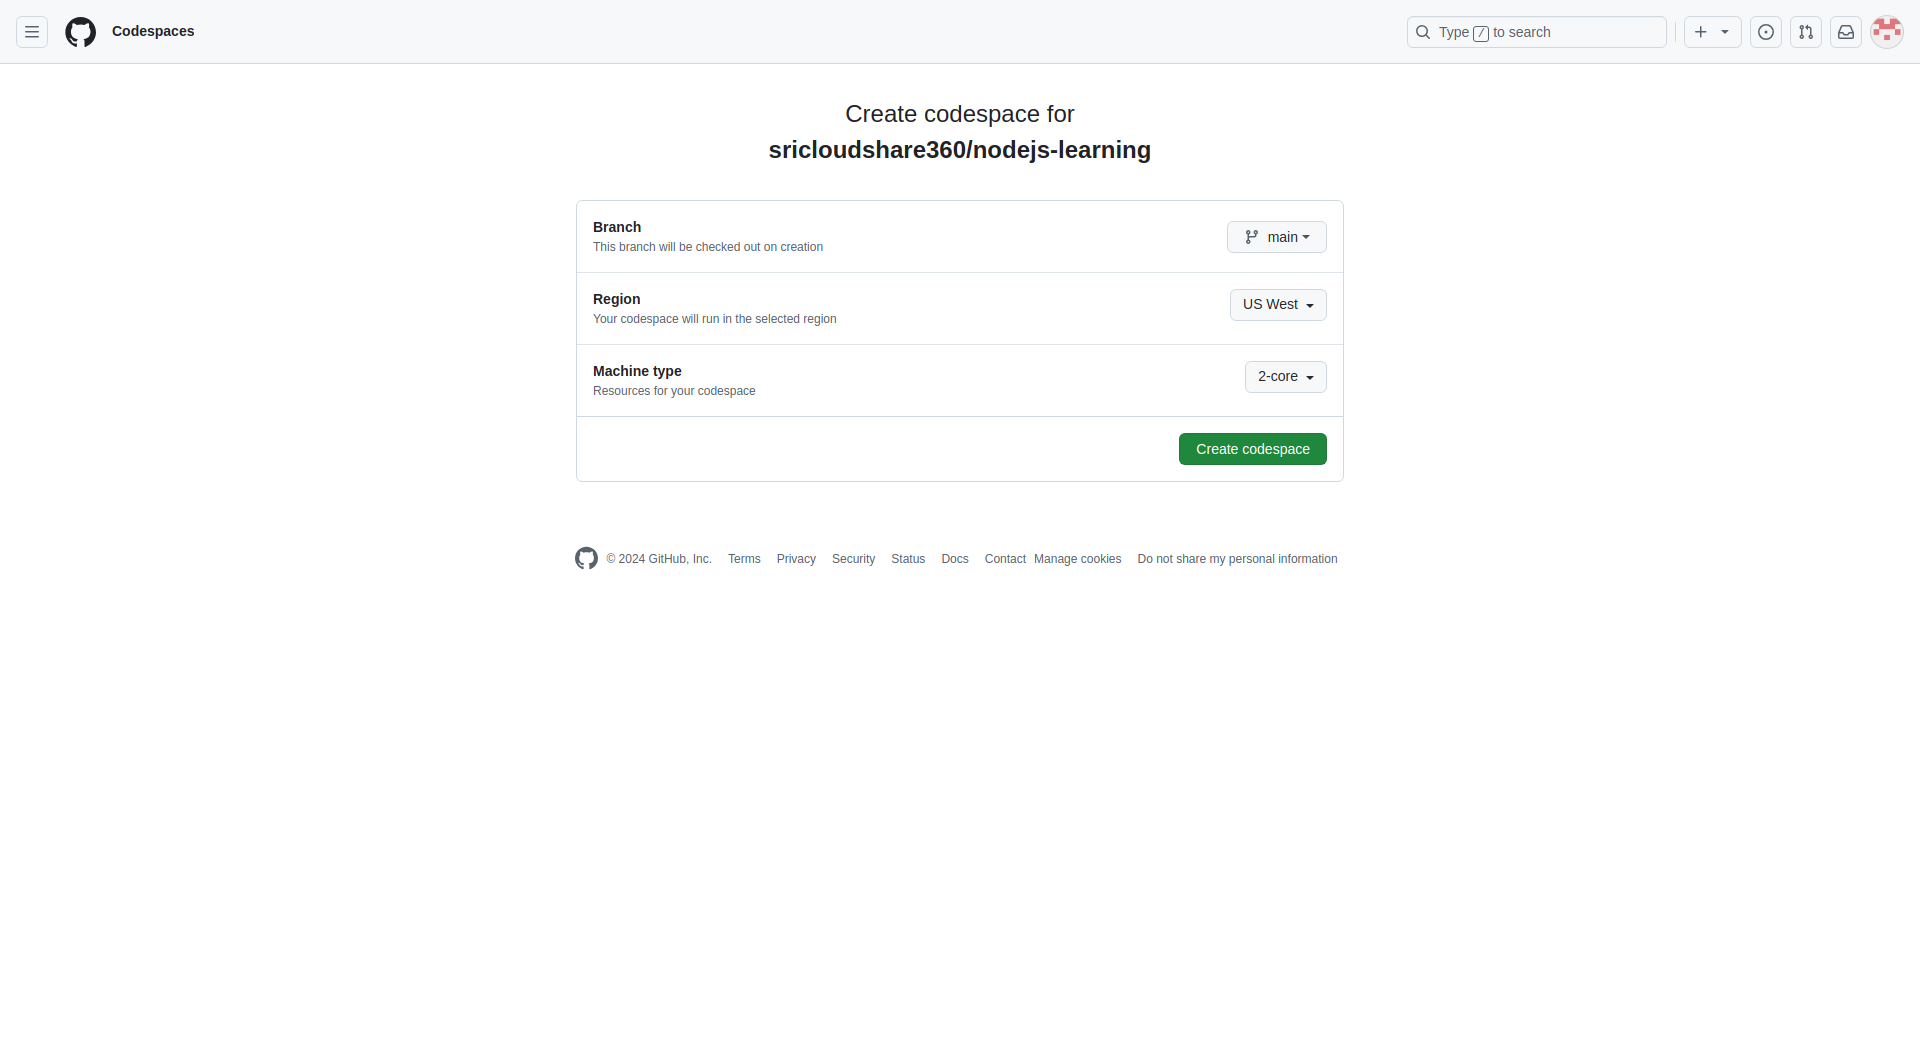 Codespaces
Type / to search
Create codespace for
sricloudshare360/nodejs-learning
Branch
This branch will be checked out on creation
main
Region
Your codespace will run in the selected region
US West
Machine type
Resources for your codespace
2-core
Create codespace
© 2024 GitHub, Inc. Terms Privacy Security Status Docs Contact Manage cookies Do not share my personal information